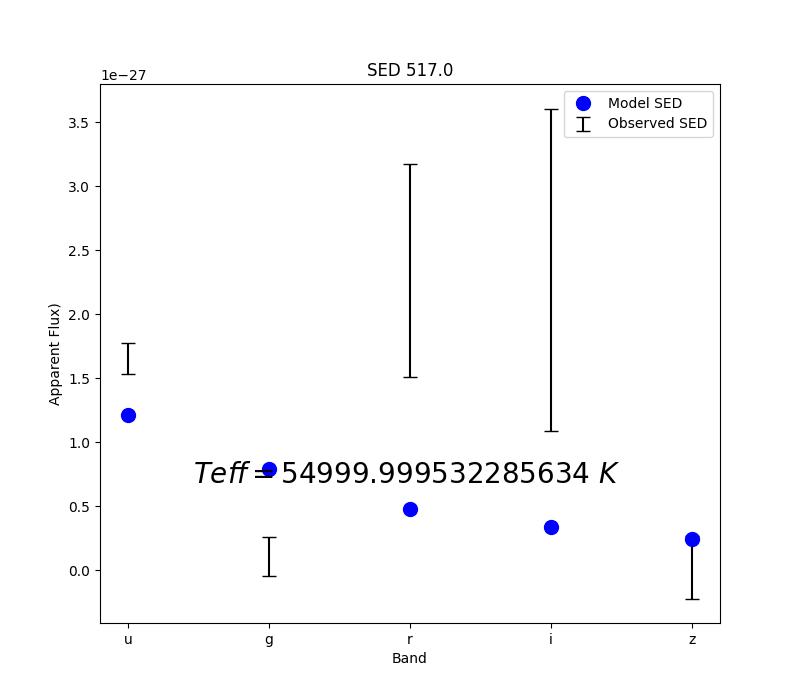 SED 517.0
1e−27
Model SED
Observed SED
3.5
3.0
2.5
2.0
1.5
1.0
0.5
0.0
Apparent Flux)
Teff = 54999.999532285634 K
u g r i z
Band